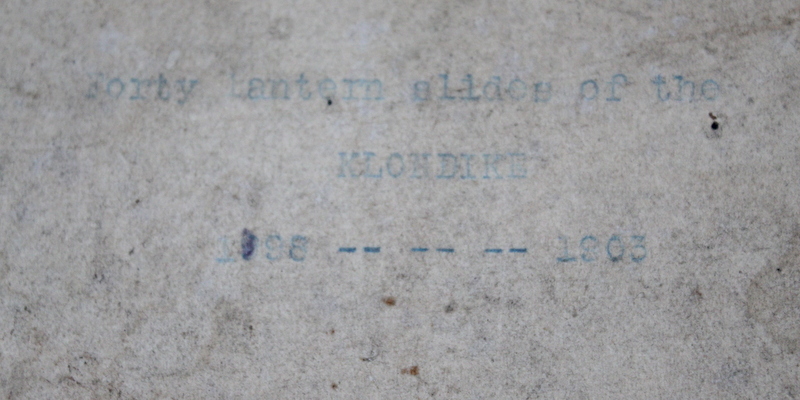 Forty lantern slides of the
KLONDIKE
1898 -- -- -- 1903